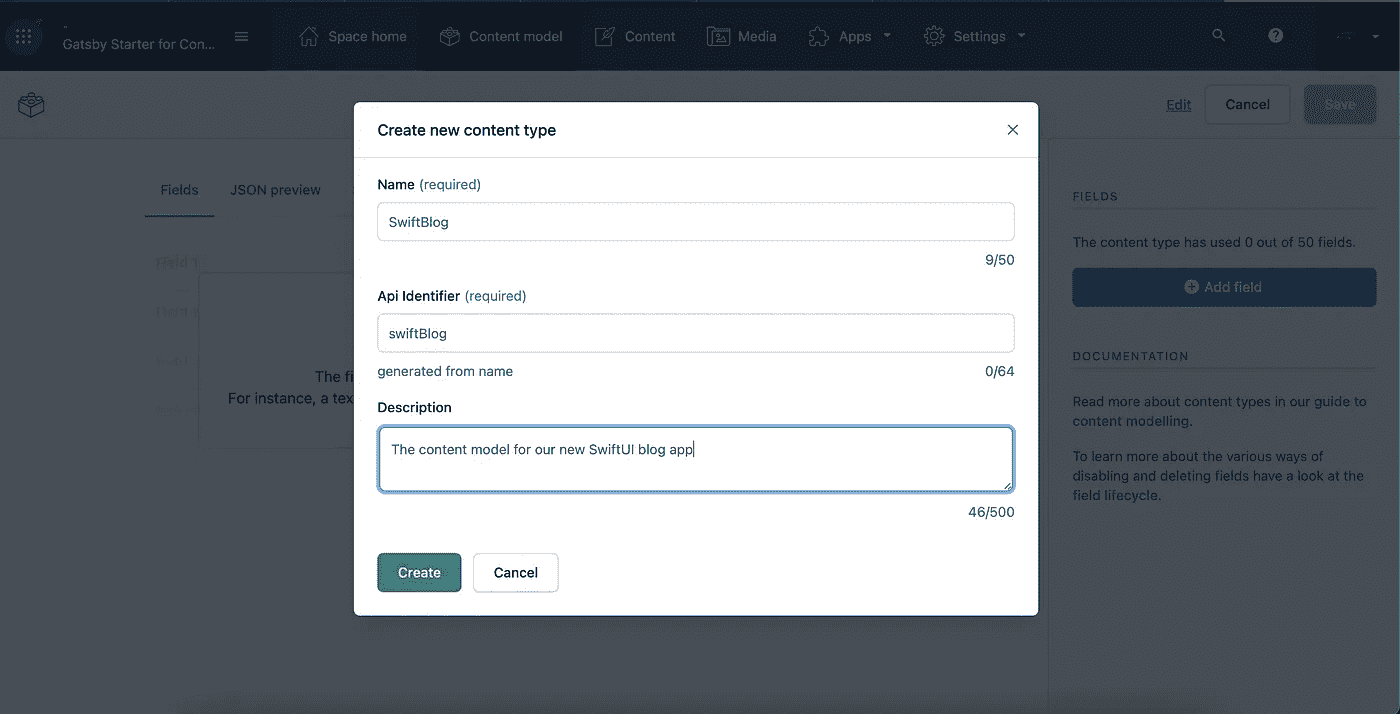 Gatsby Starter for Con...
Space home
Content model
Content
Media
Apps
Settings
Edit
Cancel
Save
Create new content type
Name (required)
SwiftBlog
9/50
Api Identifier (required)
swiftBlog
generated from name
0/64
Description
The content model for our new SwiftUI blog app
46/500
Create
Cancel
Fields
JSON preview
The fi
For instance, a tex
FIELDS
The content type has used 0 out of 50 fields.
Add field
DOCUMENTATION
Read more about content types in our guide to
content modelling.
To learn more about the various ways of
disabling and deleting fields have a look at the
field lifecycle.